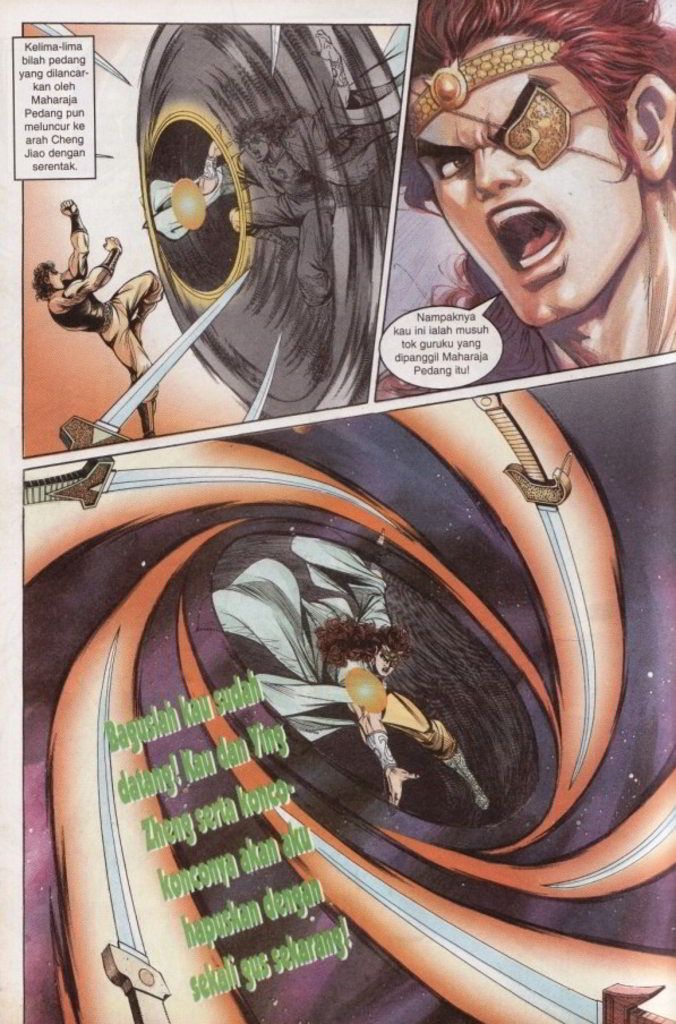 Kelima-lima
bilah pedang
yang dilancar-
kan oleh
Maharaja
Pedang pun
meluncur ke
arah Cheng
Jiao dengan
serentak.
Nampaknya
kau ini ialah musuh
tok guruku yang
dipanggil Maharaja
Pedang itu!
Baguslah kau sudah
datang! Kau dan Ying
Zheng serta konco-
konconya akan aku
hapuskan dengan
sekali gus sekarang!